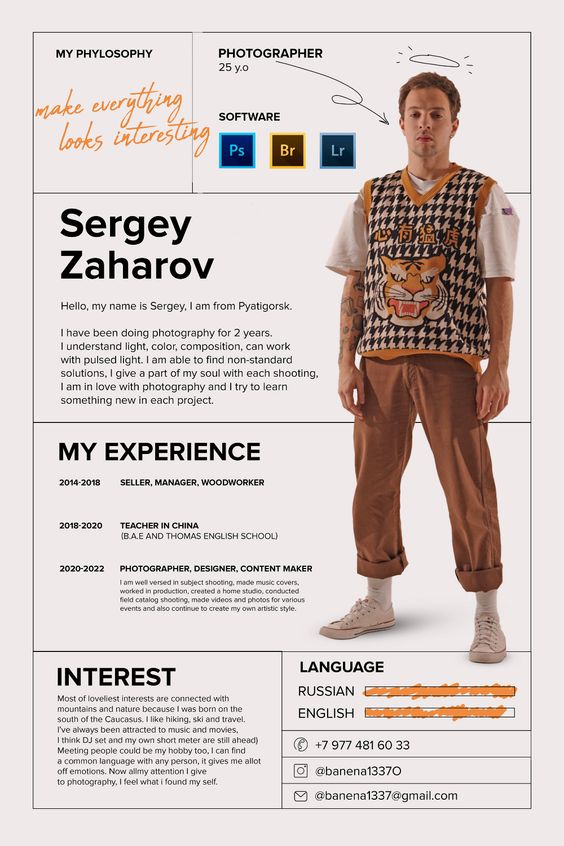 MY PHYLOSOPHY
make everything
looks interesting
PHOTOGRAPHER
25 y.o
SOFTWARE
Ps Br Lr
心有猛虎
Sergey
Zaharov
Hello, my name is Sergey, I am from Pyatigorsk.
I have been doing photography for 2 years.
I understand light, color, composition, can work
with pulsed light. I am able to find non-standard
solutions, I give a part of my soul with each shooting,
I am in love with photography and I try to learn
something new in each project.
MY EXPERIENCE
2014-2018 SELLER, MANAGER, WOODWORKER
2018-2020 TEACHER IN CHINA
(B.A.E AND THOMAS ENGLISH SCHOOL)
2020-2022 PHOTOGRAPHER, DESIGNER, CONTENT MAKER
I am well versed in subject shooting, made music covers,
worked in production, created a home studio, conducted
field catalog shooting, made videos and photos for various
events and also continue to create my own artistic style.
INTEREST
Most of loveliest interests are connected with
mountains and nature because I was born on the
south of the Caucasus. I like hiking, ski and travel.
I've always been attracted to music and movies,
I think DJ set and my own short meter are still ahead)
Meeting people could be my hobby too, I can find
a common language with any person, it gives me allot
off emotions. Now allmy attention I give
to photography, I feel what i found my self.
LANGUAGE
RUSSIAN
ENGLISH
+7 977 481 60 33
@banena1337O
@banena1337@gmail.com